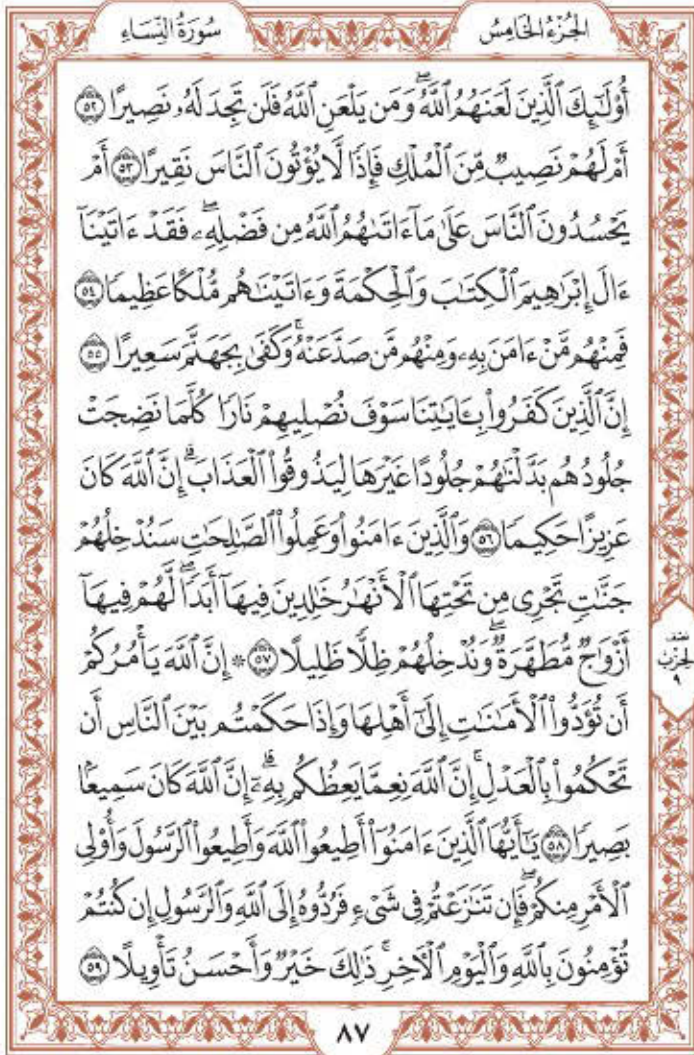 الجُزْءُ الخَامِسُ
سُورَةُ النِّسَاءِ
أُوْلَٰٓئِكَ ٱلَّذِينَ لَعَنَهُمُ ٱللَّهُۖ وَمَن يَلْعَنِ ٱللَّهُ فَلَن تَجِدَ لَهُۥ نَصِيرًا ٥٢
أَمْ لَهُمْ نَصِيبٌ مِّنَ ٱلْمُلْكِ فَإِذًا لَّا يُؤْتُونَ ٱلنَّاسَ نَقِيرًا ٥٣ أَمْ
يَحْسُدُونَ ٱلنَّاسَ عَلَىٰ مَآ ءَاتَىٰهُمُ ٱللَّهُ مِن فَضْلِهِۦۖ فَقَدْ ءَاتَيْنَآ
ءَالَ إِبْرَٰهِيمَ ٱلْكِتَٰبَ وَٱلْحِكْمَةَ وَءَاتَيْنَٰهُم مُّلْكًا عَظِيمًا ٥٤
فَمِنْهُم مَّنْ ءَامَنَ بِهِۦ وَمِنْهُم مَّن صَدَّ عَنْهُۚ وَكَفَىٰ بِجَهَنَّمَ سَعِيرًا ٥٥
إِنَّ ٱلَّذِينَ كَفَرُواْ بِـَٔايَٰتِنَا سَوْفَ نُصْلِيهِمْ نَارًا كُلَّمَا نَضِجَتْ
جُلُودُهُم بَدَّلْنَٰهُمْ جُلُودًا غَيْرَهَا لِيَذُوقُواْ ٱلْعَذَابَۗ إِنَّ ٱللَّهَ كَانَ
عَزِيزًا حَكِيمًا ٥٦ وَٱلَّذِينَ ءَامَنُواْ وَعَمِلُواْ ٱلصَّٰلِحَٰتِ سَنُدْخِلُهُمْ
جَنَّٰتٍ تَجْرِى مِن تَحْتِهَا ٱلْأَنْهَٰرُ خَٰلِدِينَ فِيهَآ أَبَدًاۖ لَّهُمْ فِيهَآ
أَزْوَٰجٌ مُّطَهَّرَةٌۖ وَنُدْخِلُهُمْ ظِلًّا ظَلِيلًا ٥٧ * إِنَّ ٱللَّهَ يَأْمُرُكُمْ
أَن تُؤَدُّواْ ٱلْأَمَٰنَٰتِ إِلَىٰٓ أَهْلِهَا وَإِذَا حَكَمْتُم بَيْنَ ٱلنَّاسِ أَن
تَحْكُمُواْ بِٱلْعَدْلِۚ إِنَّ ٱللَّهَ نِعِمَّا يَعِظُكُم بِهِۦٓۗ إِنَّ ٱللَّهَ كَانَ سَمِيعًۢا
بَصِيرًا ٥٨ يَٰٓأَيُّهَا ٱلَّذِينَ ءَامَنُوٓاْ أَطِيعُواْ ٱللَّهَ وَأَطِيعُواْ ٱلرَّسُولَ وَأُوْلِى
ٱلْأَمْرِ مِنكُمْۖ فَإِن تَنَٰزَعْتُمْ فِى شَىْءٍ فَرُدُّوهُ إِلَى ٱللَّهِ وَٱلرَّسُولِ إِن كُنتُمْ
تُؤْمِنُونَ بِٱللَّهِ وَٱلْيَوْمِ ٱلْءَاخِرِۚ ذَٰلِكَ خَيْرٌ وَأَحْسَنُ تَأْوِيلًا ٥٩
نصف
الحزب
٩
٨٧